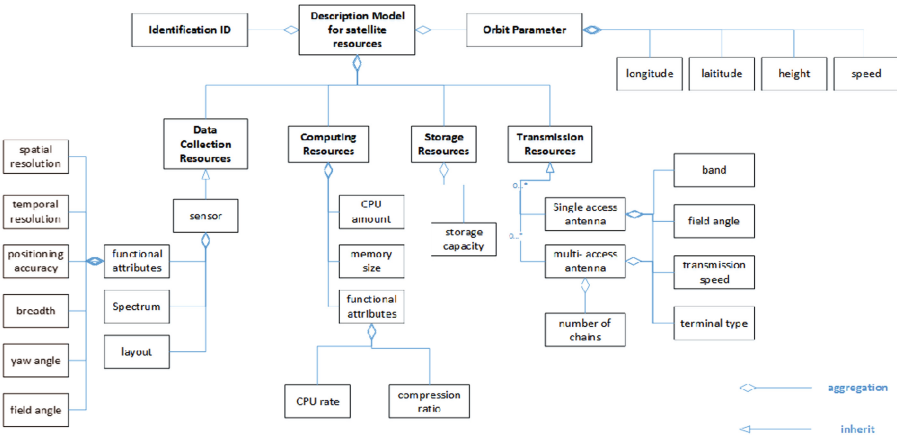 Identification ID
Description Model
for satellite
resources
Orbit Parameter
longitude
laititude
height
speed
Data
Collection
Resources
Computing
Resources
Storage
Resources
Transmission
Resources
spatial
resolution
temporal
resolution
positioning
accuracy
breadth
yaw angle
field angle
sensor
functional
attributes
Spectrum
layout
CPU
amount
memory
size
functional
attributes
CPU rate
compression
ratio
storage
capacity
0..*
0..*
Single access
antenna
multi- access
antenna
number of
chains
band
field angle
transmission
speed
terminal type
aggregation
inherit